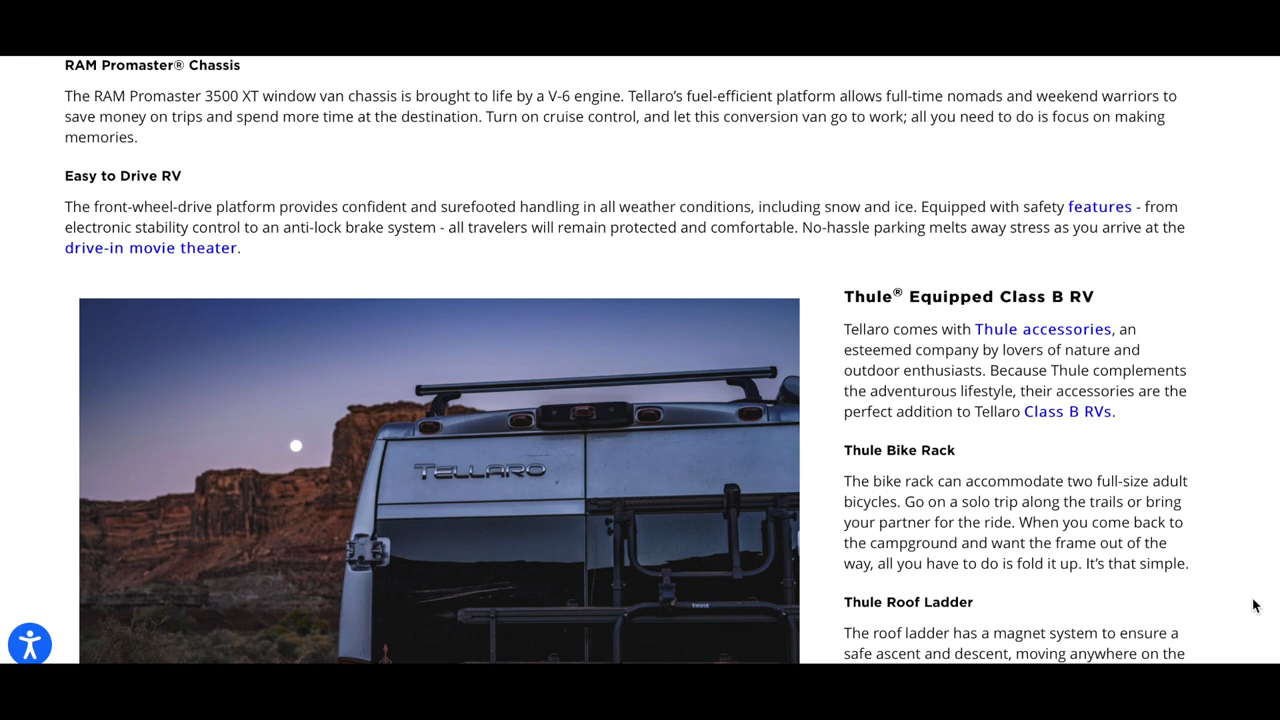 RAM Promaster® Chassis
The RAM Promaster 3500 XT window van chassis is brought to life by a V-6 engine. Tellaro’s fuel-efficient platform allows full-time nomads and weekend warriors to
save money on trips and spend more time at the destination. Turn on cruise control, and let this conversion van go to work; all you need to do is focus on making
memories.
Easy to Drive RV
The front-wheel-drive platform provides confident and surefooted handling in all weather conditions, including snow and ice. Equipped with safety features - from
electronic stability control to an anti-lock brake system - all travelers will remain protected and comfortable. No-hassle parking melts away stress as you arrive at the
drive-in movie theater.
TELLARO
THULE
Thule® Equipped Class B RV
Tellaro comes with Thule accessories, an
esteemed company by lovers of nature and
outdoor enthusiasts. Because Thule complements
the adventurous lifestyle, their accessories are the
perfect addition to Tellaro Class B RVs.
Thule Bike Rack
The bike rack can accommodate two full-size adult
bicycles. Go on a solo trip along the trails or bring
your partner for the ride. When you come back to
the campground and want the frame out of the
way, all you have to do is fold it up. It’s that simple.
Thule Roof Ladder
The roof ladder has a magnet system to ensure a
safe ascent and descent, moving anywhere on the